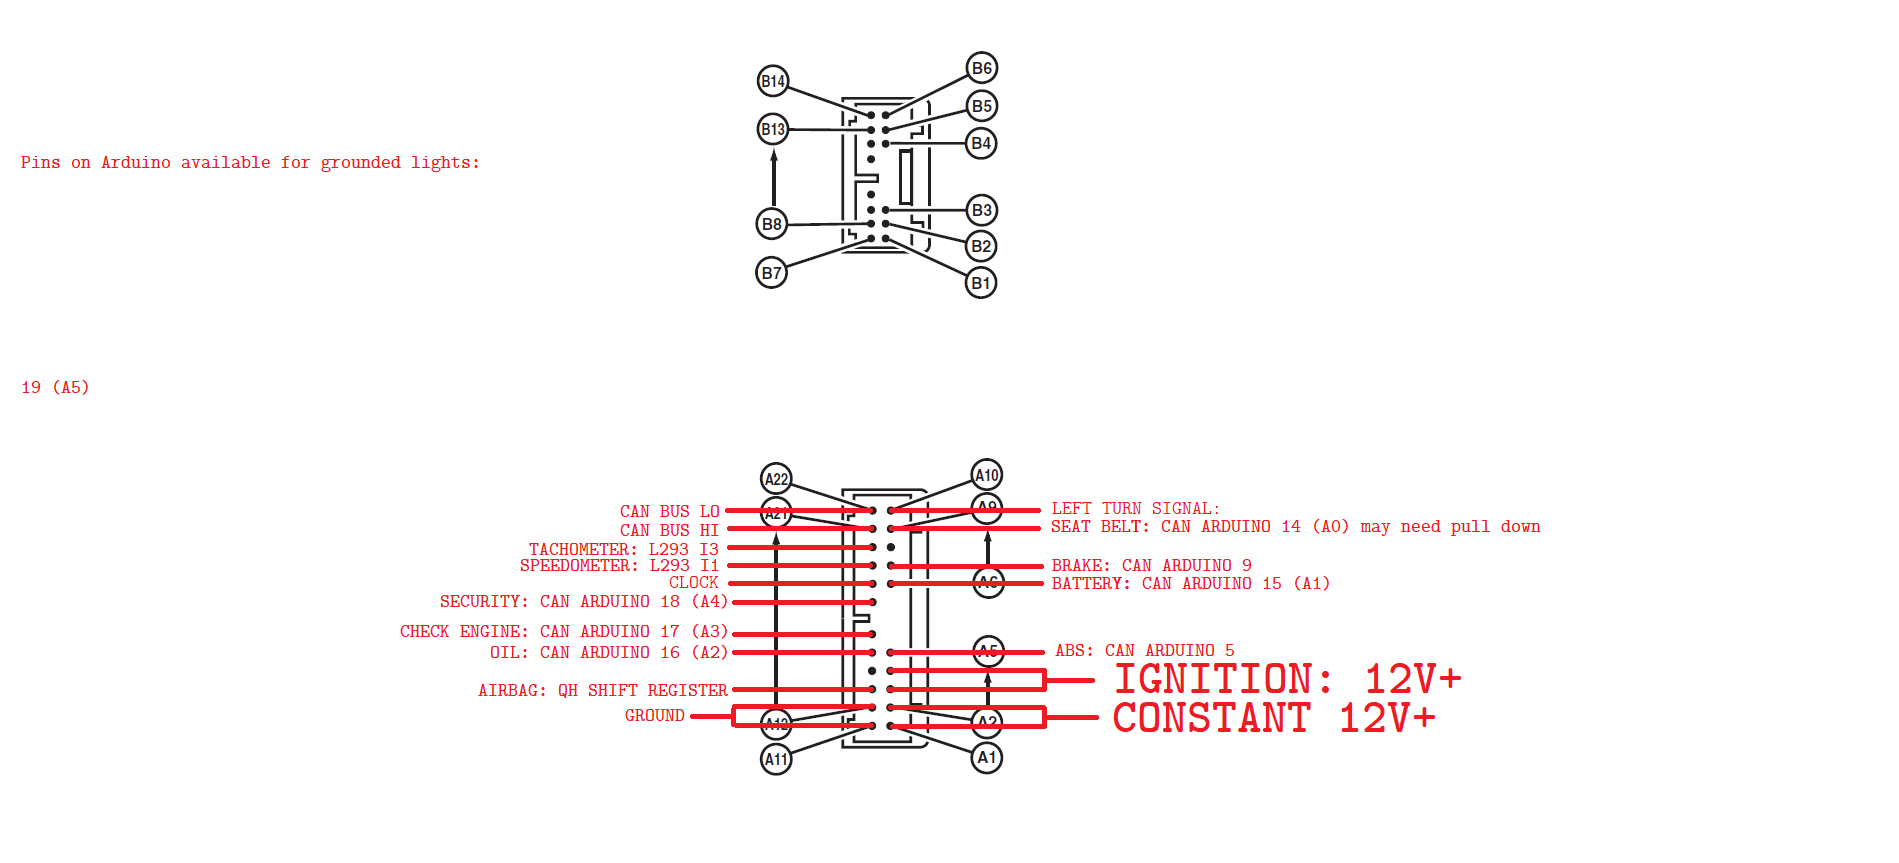 B14
B6
B5
B13
B4
Pins on Arduino available for grounded lights:
B8
B3
B2
B7
B1
19 (A5)
A22
A10
A21
A9
CAN BUS LO
LEFT TURN SIGNAL:
CAN BUS HI
SEAT BELT: CAN ARDUINO 14 (A0) may need pull down
TACHOMETER: L293 I3
SPEEDOMETER: L293 I1
BRAKE: CAN ARDUINO 9
CLOCK
A6
BATTERY: CAN ARDUINO 15 (A1)
SECURITY: CAN ARDUINO 18 (A4)
CHECK ENGINE: CAN ARDUINO 17 (A3)
OIL: CAN ARDUINO 16 (A2)
A5
ABS: CAN ARDUINO 5
IGNITION: 12V+
AIRBAG: QH SHIFT REGISTER
GROUND
CONSTANT 12V+
A12
A2
A11
A1